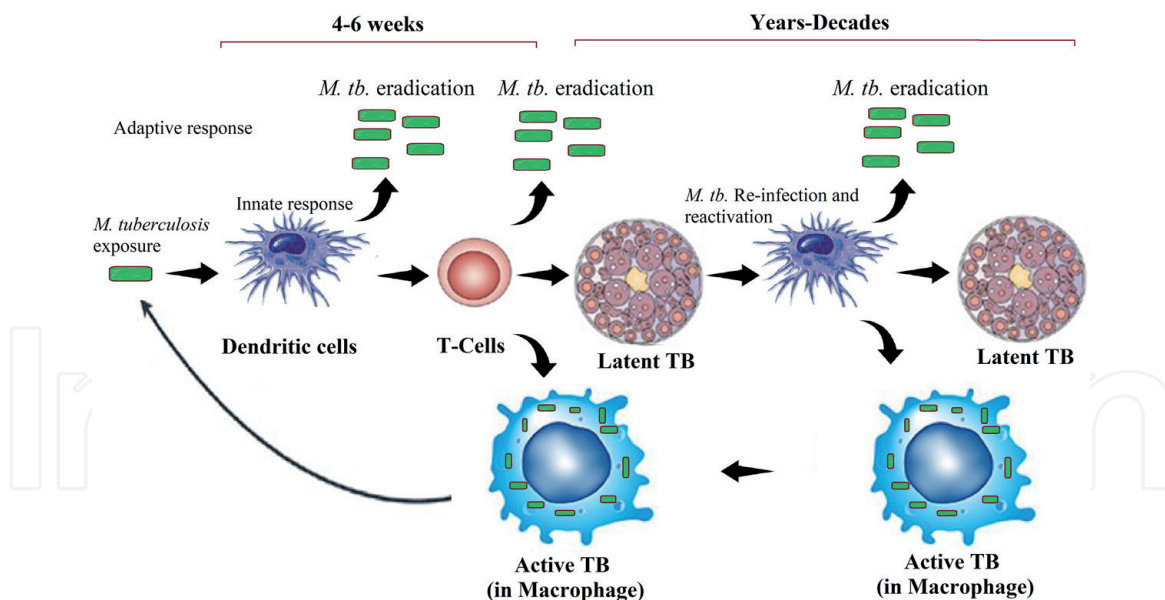 4-6 weeks
Years-Decades
M. tb. eradication
M. tb. eradication
M. tb. eradication
Adaptive response
Innate response
M. tuberculosis
exposure
M. tb. Re-infection and
reactivation
Dendritic cells
T-Cells
Latent TB
Latent TB
Active TB
(in Macrophage)
Active TB
(in Macrophage)